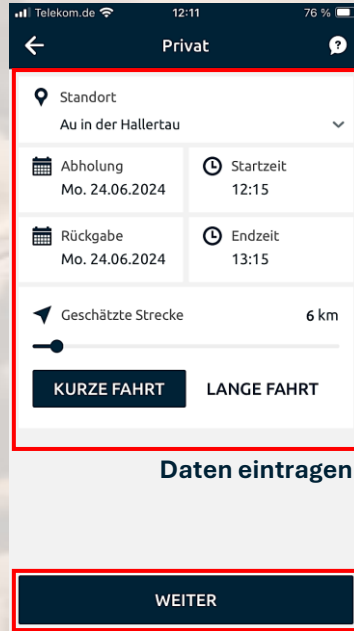 Telekom.de 12:11 76 %
Privat ?
Standort
Au in der Hallertau
Abholung
Mo. 24.06.2024
Startzeit
12:15
Rückgabe
Mo. 24.06.2024
Endzeit
13:15
Geschätzte Strecke 6 km
KURZE FAHRT LANGE FAHRT
Daten eintragen
WEITER